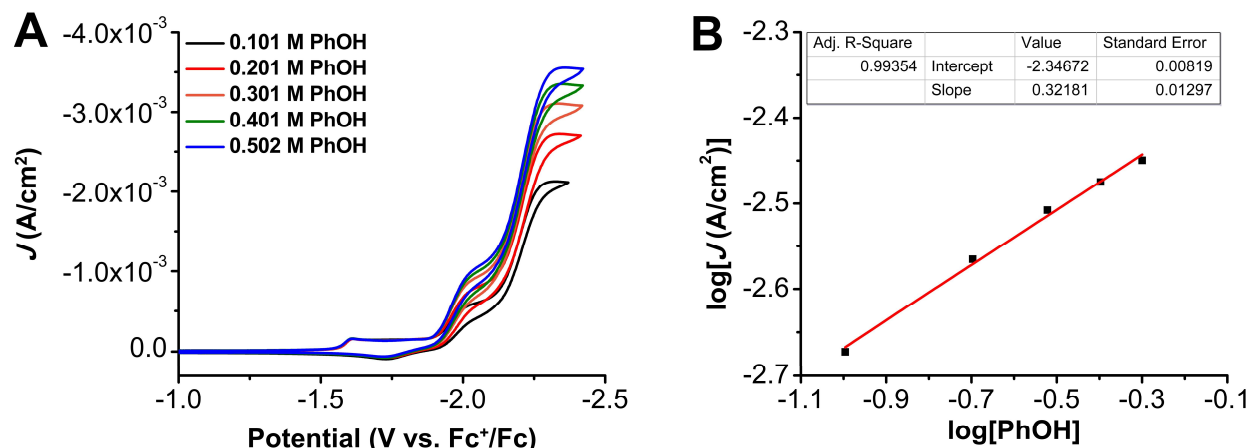 A
-4.0x10⁻³
-3.0x10⁻³
-2.0x10⁻³
-1.0x10⁻³
0.0
J (A/cm²)
0.101 M PhOH
0.201 M PhOH
0.301 M PhOH
0.401 M PhOH
0.502 M PhOH
-1.0 -1.5 -2.0 -2.5
Potential (V vs. Fc⁺/Fc)
B
-2.3
-2.4
-2.5
-2.6
-2.7
log[J (A/cm²)]
Adj. R-Square Value Standard Error
0.99354 Intercept -2.34672 0.00819
Slope 0.32181 0.01297
-1.1 -0.9 -0.7 -0.5 -0.3 -0.1
log[PhOH]